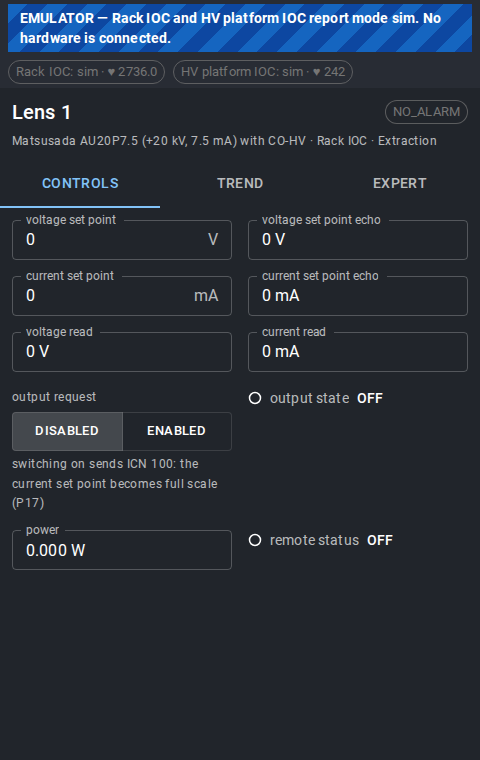 EMULATOR — Rack IOC and HV platform IOC report mode sim. No
hardware is connected.
Rack IOC: sim · ♥ 2736.0
HV platform IOC: sim · ♥ 242
Lens 1
NO_ALARM
Matsusada AU20P7.5 (+20 kV, 7.5 mA) with CO-HV · Rack IOC · Extraction
CONTROLS
TREND
EXPERT
voltage set point
0 V
voltage set point echo
0 V
current set point
0 mA
current set point echo
0 mA
voltage read
0 V
current read
0 mA
output request
DISABLED
ENABLED
output state OFF
switching on sends ICN 100: the
current set point becomes full scale
(P17)
power
0.000 W
remote status OFF